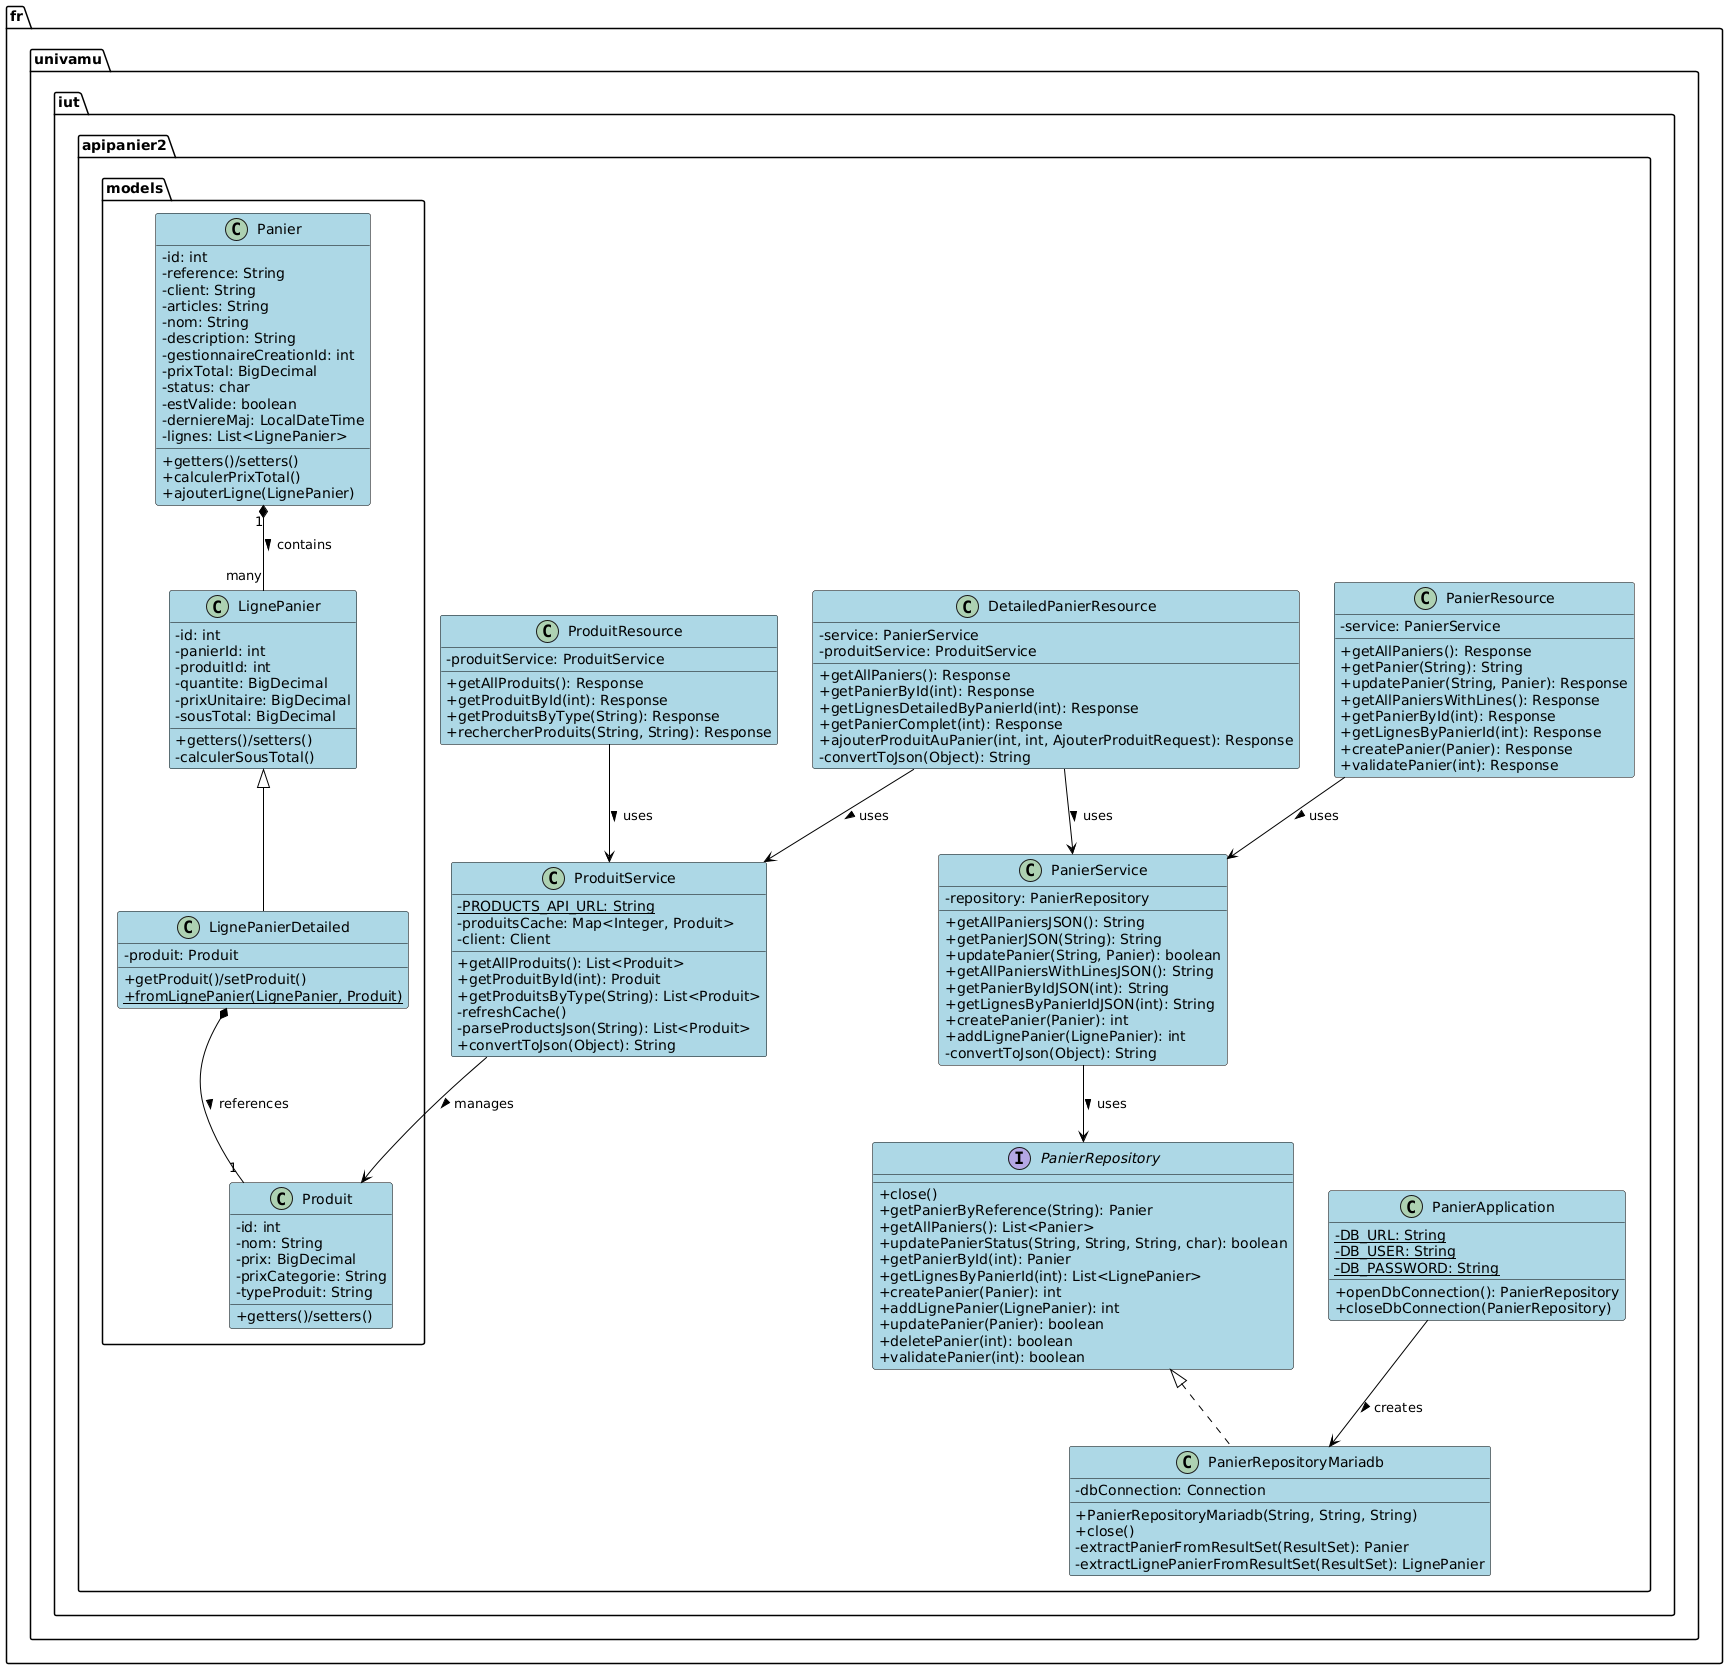 fr
univamu
iut
apipanier2
models
C Panier
-id: int
-reference: String
-client: String
-articles: String
-nom: String
-description: String
-gestionnaireCreationId: int
-prixTotal: BigDecimal
-status: char
-estValide: boolean
-derniereMaj: LocalDateTime
-lignes: List<LignePanier>
+getters()/setters()
+calculerPrixTotal()
+ajouterLigne(LignePanier)
1
contains
many
C LignePanier
-id: int
-panierId: int
-produitId: int
-quantite: BigDecimal
-prixUnitaire: BigDecimal
-sousTotal: BigDecimal
+getters()/setters()
-calculerSousTotal()
C ProduitResource
-produitService: ProduitService
+getAllProduits(): Response
+getProduitById(int): Response
+getProduitsByType(String): Response
+rechercherProduits(String, String): Response
C DetailedPanierResource
-service: PanierService
-produitService: ProduitService
+getAllPaniers(): Response
+getPanierById(int): Response
+getLignesDetailedByPanierId(int): Response
+getPanierComplet(int): Response
+ajouterProduitAuPanier(int, int, AjouterProduitRequest): Response
-convertToJson(Object): String
C PanierResource
-service: PanierService
+getAllPaniers(): Response
+getPanier(String): String
+updatePanier(String, Panier): Response
+getAllPaniersWithLines(): Response
+getPanierById(int): Response
+getLignesByPanierId(int): Response
+createPanier(Panier): Response
+validatePanier(int): Response
uses
uses
uses
uses
C LignePanierDetailed
-produit: Produit
+getProduit()/setProduit()
+fromLignePanier(LignePanier, Produit)
C ProduitService
-PRODUCTS_API_URL: String
-produitsCache: Map<Integer, Produit>
-client: Client
+getAllProduits(): List<Produit>
+getProduitById(int): Produit
+getProduitsByType(String): List<Produit>
-refreshCache()
-parseProductsJson(String): List<Produit>
+convertToJson(Object): String
C PanierService
-repository: PanierRepository
+getAllPaniersJSON(): String
+getPanierJSON(String): String
+updatePanier(String, Panier): boolean
+getAllPaniersWithLinesJSON(): String
+getPanierByIdJSON(int): String
+getLignesByPanierIdJSON(int): String
+createPanier(Panier): int
+addLignePanier(LignePanier): int
-convertToJson(Object): String
references
manages
uses
1
C Produit
-id: int
-nom: String
-prix: BigDecimal
-prixCategorie: String
-typeProduit: String
+getters()/setters()
I PanierRepository
+close()
+getPanierByReference(String): Panier
+getAllPaniers(): List<Panier>
+updatePanierStatus(String, String, String, char): boolean
+getPanierById(int): Panier
+getLignesByPanierId(int): List<LignePanier>
+createPanier(Panier): int
+addLignePanier(LignePanier): int
+updatePanier(Panier): boolean
+deletePanier(int): boolean
+validatePanier(int): boolean
C PanierApplication
-DB_URL: String
-DB_USER: String
-DB_PASSWORD: String
+openDbConnection(): PanierRepository
+closeDbConnection(PanierRepository)
creates
C PanierRepositoryMariadb
-dbConnection: Connection
+PanierRepositoryMariadb(String, String, String)
+close()
-extractPanierFromResultSet(ResultSet): Panier
-extractLignePanierFromResultSet(ResultSet): LignePanier